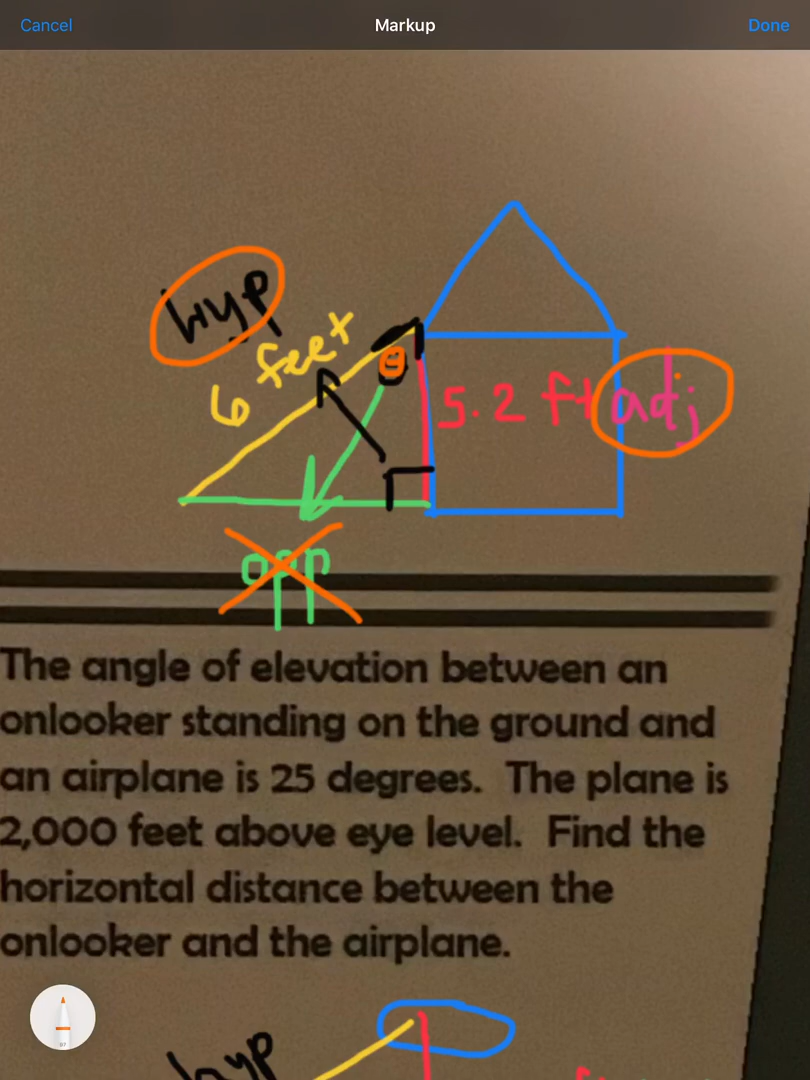 Cancel Markup Done
hyp
6 feet
θ
5.2 ft adj
opp
The angle of elevation between an
onlooker standing on the ground and
an airplane is 25 degrees. The plane is
2,000 feet above eye level. Find the
horizontal distance between the
onlooker and the airplane.
hyp